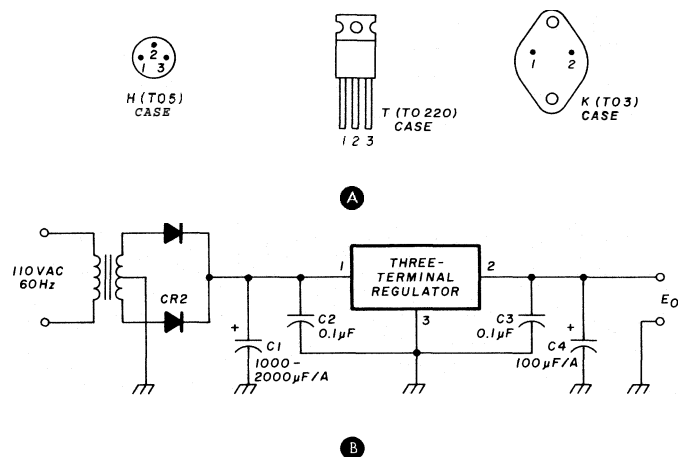 2
1 3
H (TO5)
CASE
T (TO 220)
CASE
1 2 3
1 2
K (TO3)
CASE
A
110VAC
60Hz
CR2
+
C1
1000-
2000µF/A
C2
0.1µF
1
THREE-
TERMINAL
REGULATOR
2
3
C3
0.1µF
+
C4
100µF/A
EO
B